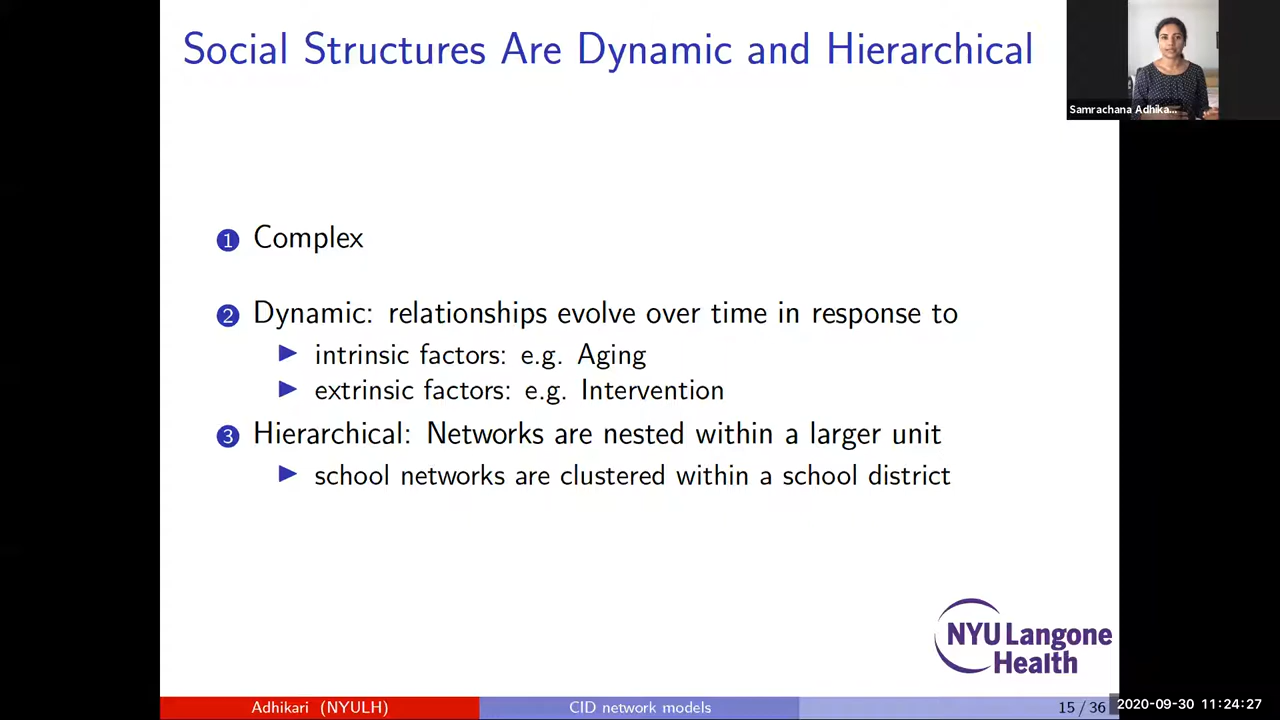 Social Structures Are Dynamic and Hierarchical
Samrachana Adhika...
1 Complex
2 Dynamic: relationships evolve over time in response to
▶ intrinsic factors: e.g. Aging
▶ extrinsic factors: e.g. Intervention
3 Hierarchical: Networks are nested within a larger unit
▶ school networks are clustered within a school district
NYU Langone
Health
Adhikari (NYULH) CID network models 15 / 36 2020-09-30 11:24:27